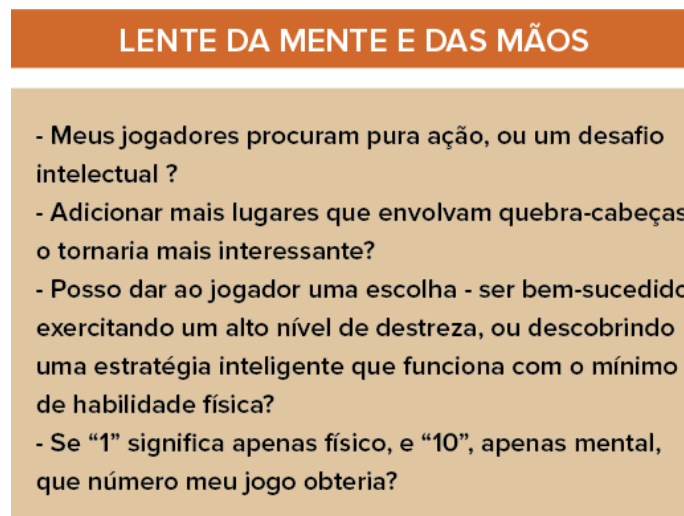 LENTE DA MENTE E DAS MÃOS
- Meus jogadores procuram pura ação, ou um desafio
intelectual ?
- Adicionar mais lugares que envolvam quebra-cabeças
o tornaria mais interessante?
- Posso dar ao jogador uma escolha - ser bem-sucedido
exercitando um alto nível de destreza, ou descobrindo
uma estratégia inteligente que funciona com o mínimo
de habilidade física?
- Se “1” significa apenas físico, e “10”, apenas mental,
que número meu jogo obteria?